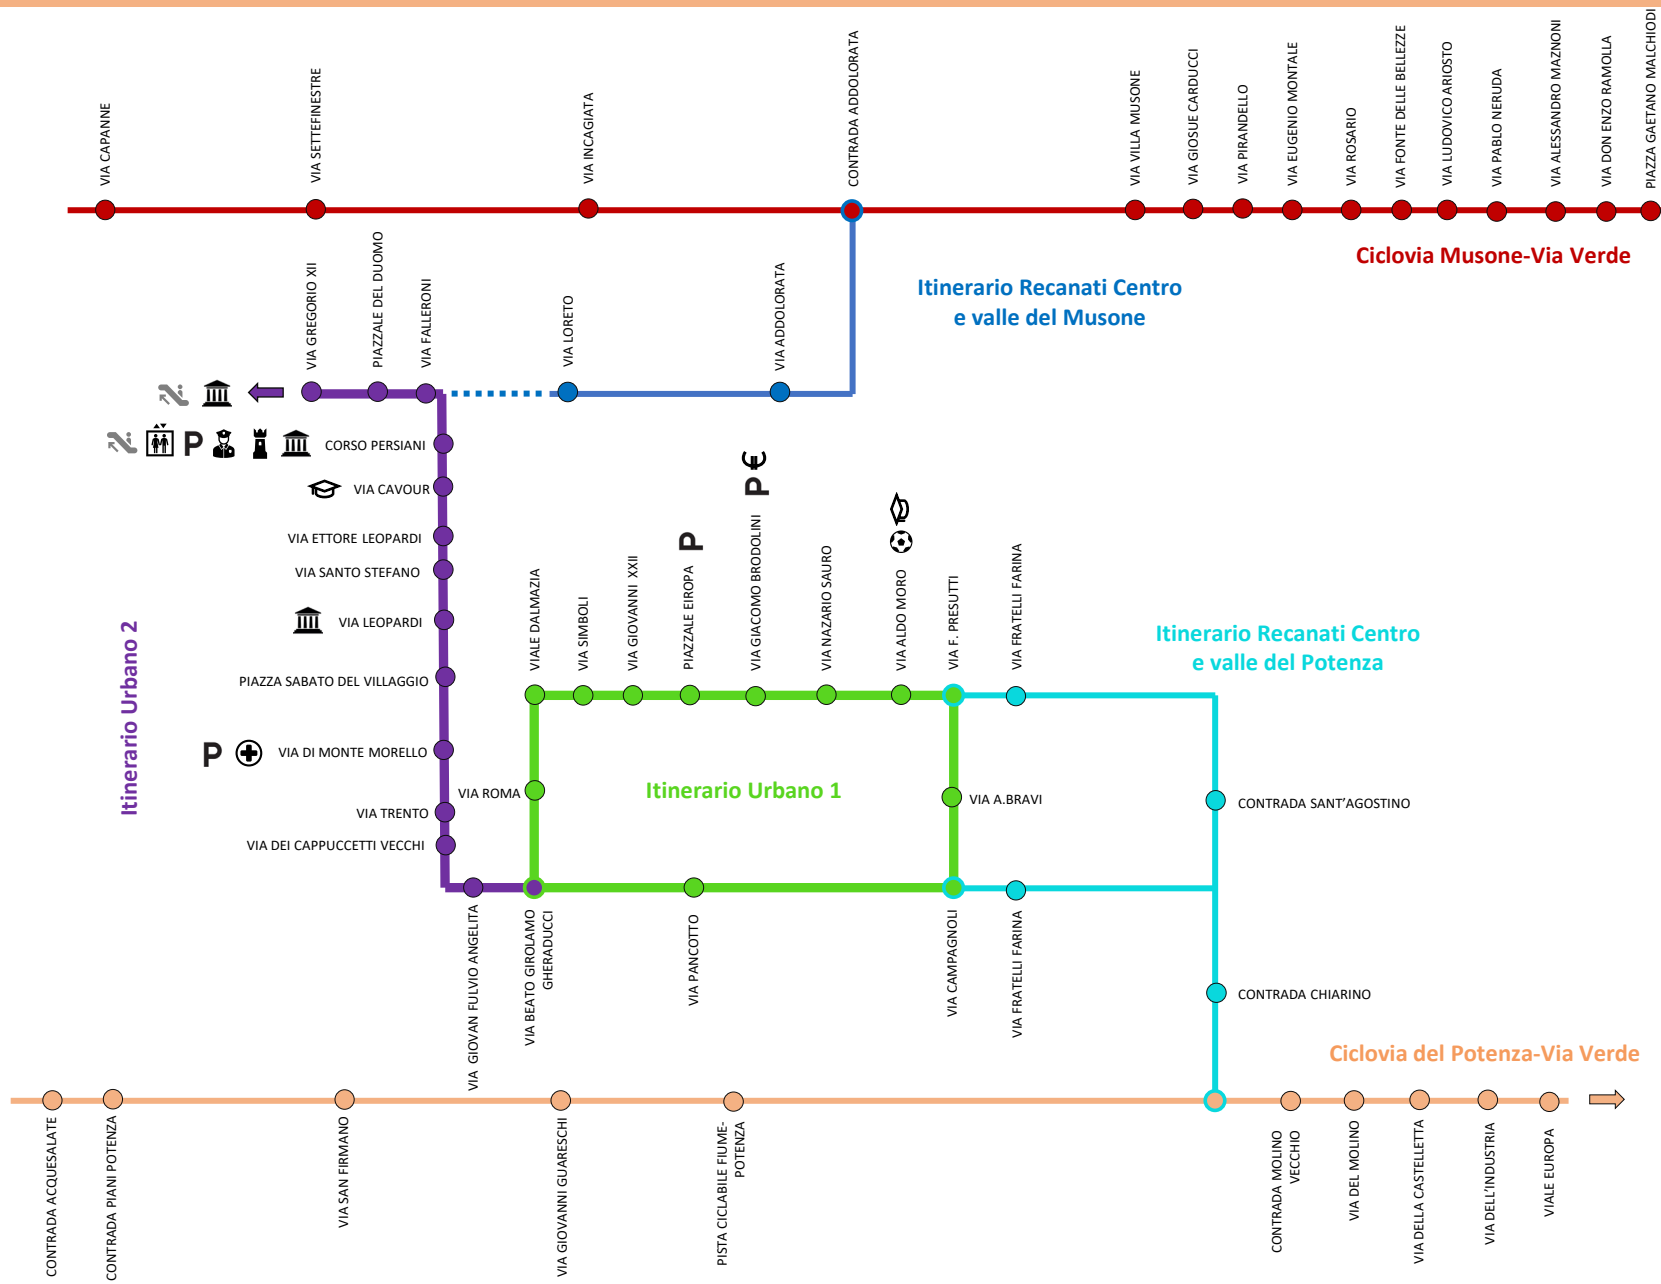 VIA CAPANNE
VIA SETTEFINESTRE
VIA INCAGIATA
CONTRADA ADDOLORATA
VIA VILLA MUSONE
VIA GIOSUE CARDUCCI
VIA PIRANDELLO
VIA EUGENIO MONTALE
VIA ROSARIO
VIA FONTE DELLE BELLEZZE
VIA LUDOVICO ARIOSTO
VIA PABLO NERUDA
VIA ALESSANDRO MAZNONI
VIA DON ENZO RAMOLLA
PIAZZA GAETANO MALCHIODI
Ciclovia Musone-Via Verde
Itinerario Recanati Centro
e valle del Musone
VIA GREGORIO XII
PIAZZALE DEL DUOMO
VIA FALLERONI
VIA LORETO
VIA ADDOLORATA
P
CORSO PERSIANI
VIA CAVOUR
VIA ETTORE LEOPARDI
VIA SANTO STEFANO
VIA LEOPARDI
PIAZZA SABATO DEL VILLAGGIO
P
VIA DI MONTE MORELLO
VIA TRENTO
VIA DEI CAPPUCCETTI VECCHI
Itinerario Urbano 2
VIALE DALMAZIA
VIA SIMBOLI
VIA GIOVANNI XXII
PIAZZALE EIROPA
P
VIA GIACOMO BRODOLINI
P €
VIA NAZARIO SAURO
VIA ALDO MORO
VIA F. PRESUTTI
VIA FRATELLI FARINA
Itinerario Recanati Centro
e valle del Potenza
VIA ROMA
Itinerario Urbano 1
VIA A.BRAVI
CONTRADA SANT'AGOSTINO
VIA GIOVAN FULVIO ANGELITA
VIA BEATO GIROLAMO
GHERADUCCI
VIA PANCOTTO
VIA CAMPAGNOLI
VIA FRATELLI FARINA
CONTRADA CHIARINO
Ciclovia del Potenza-Via Verde
CONTRADA ACQUESALATE
CONTRADA PIANI POTENZA
VIA SAN FIRMANO
VIA GIOVANNI GUARESCHI
PISTA CICLABILE FIUME-
POTENZA
CONTRADA MOLINO
VECCHIO
VIA DEL MOLINO
VIA DELLA CASTELLETTA
VIA DELL'INDUSTRIA
VIALE EUROPA